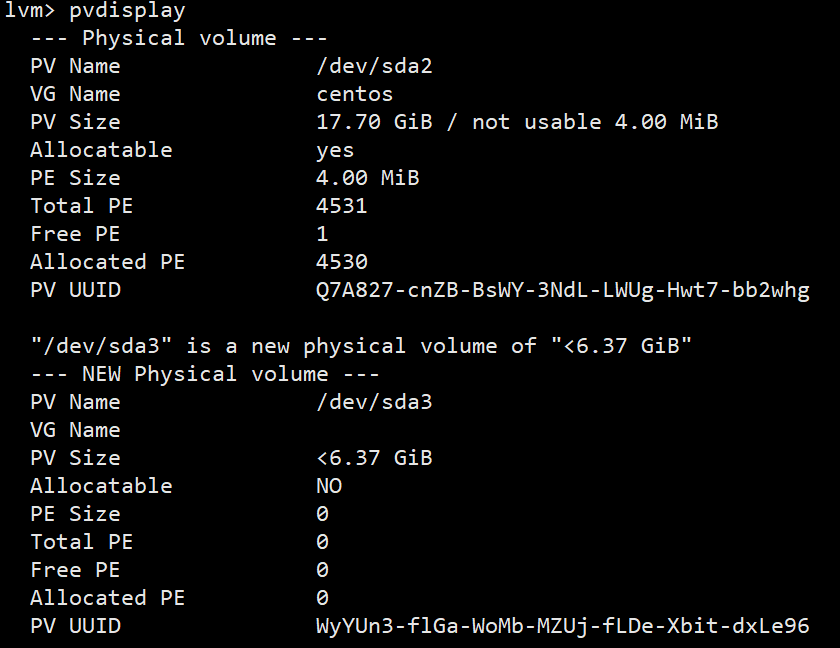 lvm> pvdisplay
--- Physical volume ---
PV Name /dev/sda2
VG Name centos
PV Size 17.70 GiB / not usable 4.00 MiB
Allocatable yes
PE Size 4.00 MiB
Total PE 4531
Free PE 1
Allocated PE 4530
PV UUID Q7A827-cnZB-BsWY-3NdL-LWUg-Hwt7-bb2whg
"/dev/sda3" is a new physical volume of "<6.37 GiB"
--- NEW Physical volume ---
PV Name /dev/sda3
VG Name
PV Size <6.37 GiB
Allocatable NO
PE Size 0
Total PE 0
Free PE 0
Allocated PE 0
PV UUID WyYUn3-flGa-WoMb-MZUj-fLDe-Xbit-dxLe96